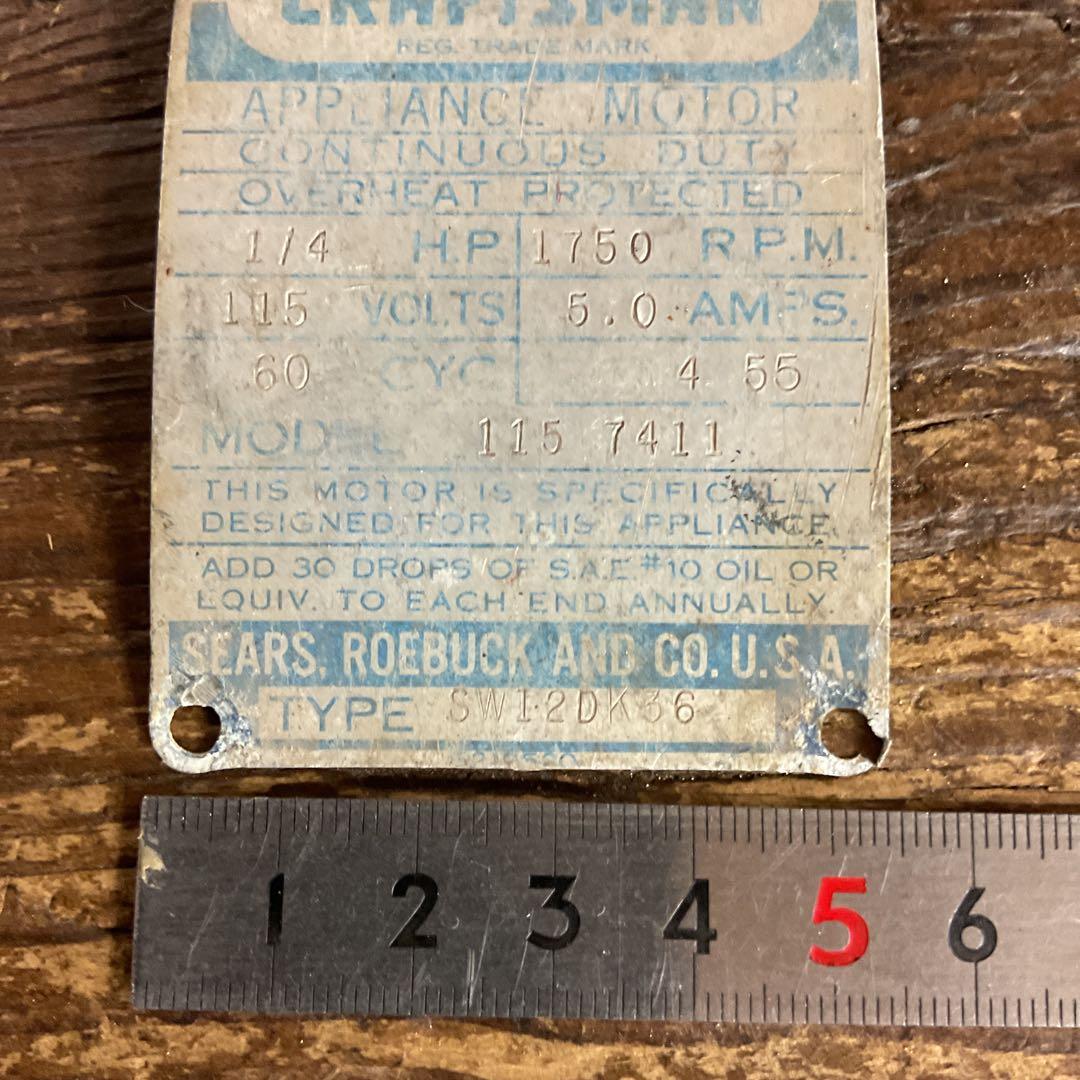 CRAFTSMAN
REG. TRADE MARK
APPLIANCE MOTOR
CONTINUOUS DUTY
OVERHEAT PROTECTED
1/4 H.P 1750 R.P.M.
115 VOLTS 5.0 AMPS.
60 CYC 4 55
MODEL 115 7411
THIS MOTOR IS SPECIFICALLY
DESIGNED FOR THIS APPLIANCE.
ADD 30 DROPS OF S.A.E. #10 OIL OR
EQUIV. TO EACH END ANNUALLY.
SEARS, ROEBUCK AND CO. U.S.A.
TYPE SW12DK36
1 2 3 4 5 6